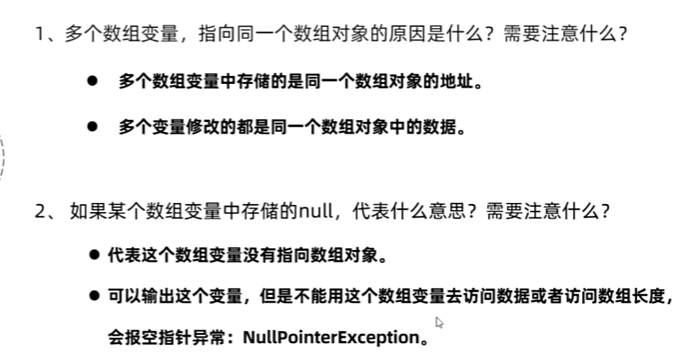 1、多个数组变量，指向同一个数组对象的原因是什么？需要注意什么？
● 多个数组变量中存储的是同一个数组对象的地址。
● 多个变量修改的都是同一个数组对象中的数据。
2、 如果某个数组变量中存储的null，代表什么意思？需要注意什么？
● 代表这个数组变量没有指向数组对象。
● 可以输出这个变量，但是不能用这个数组变量去访问数据或者访问数组长度，
会报空指针异常：NullPointerException。